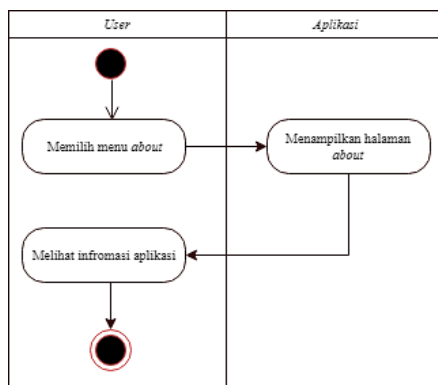 User
Aplikasi
Memilih menu about
Menampilkan halaman
about
Melihat infromasi aplikasi